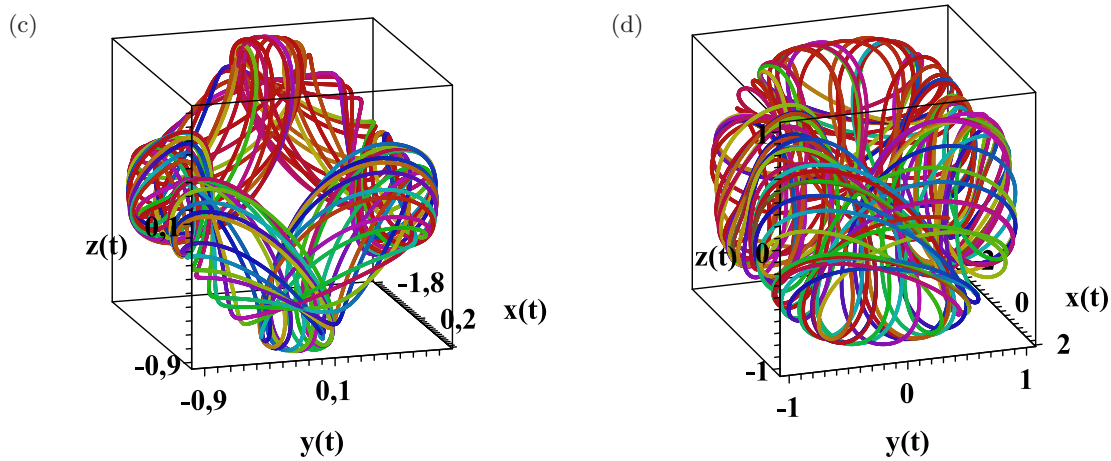 (c)
z(t)
0,1
-0,9
-0,9
0,1
y(t)
-1,8
0,2
x(t)
(d)
1
z(t)
0
-1
-1
0
1
y(t)
2
0
2
x(t)